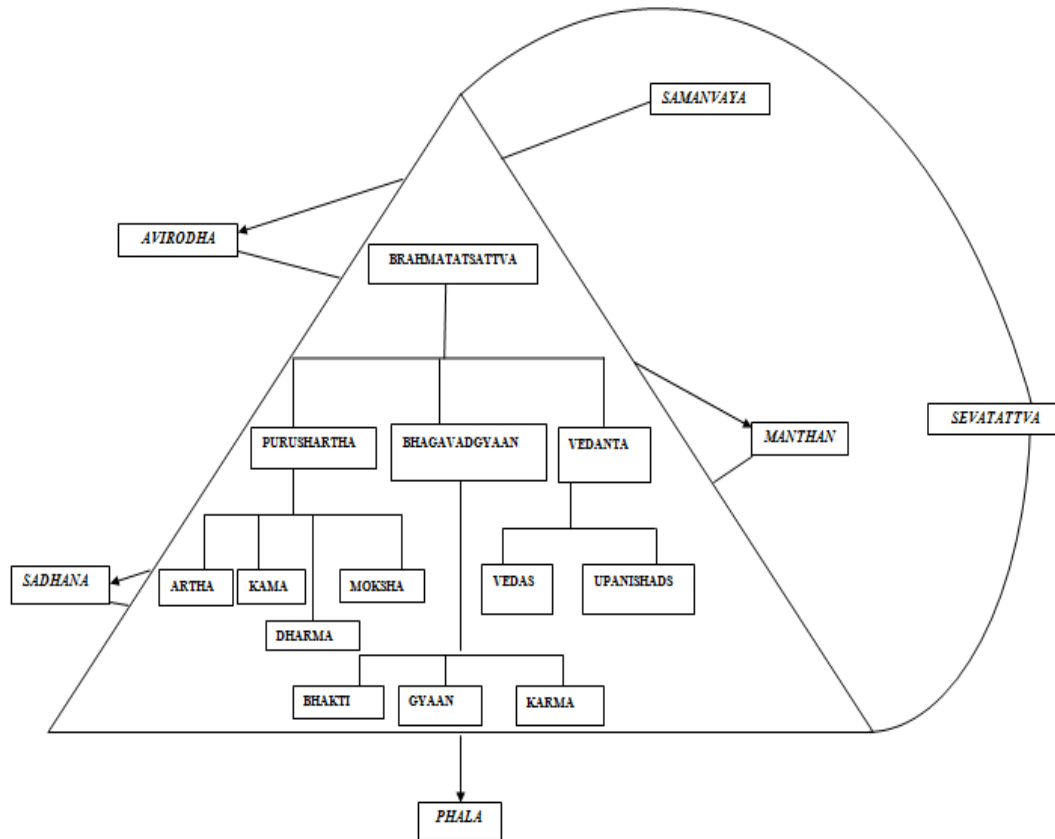 SAMANVAYA
AVIRODHA
BRAHMATATSATTVA
SEVATATTVA
PURUSHARTHA
BHAGAVADGYAAN
VEDANTA
MANTHAN
SADHANA
ARTHA
KAMA
MOKSHA
VEDAS
UPANISHADS
DHARMA
BHAKTI
GYAAN
KARMA
PHALA